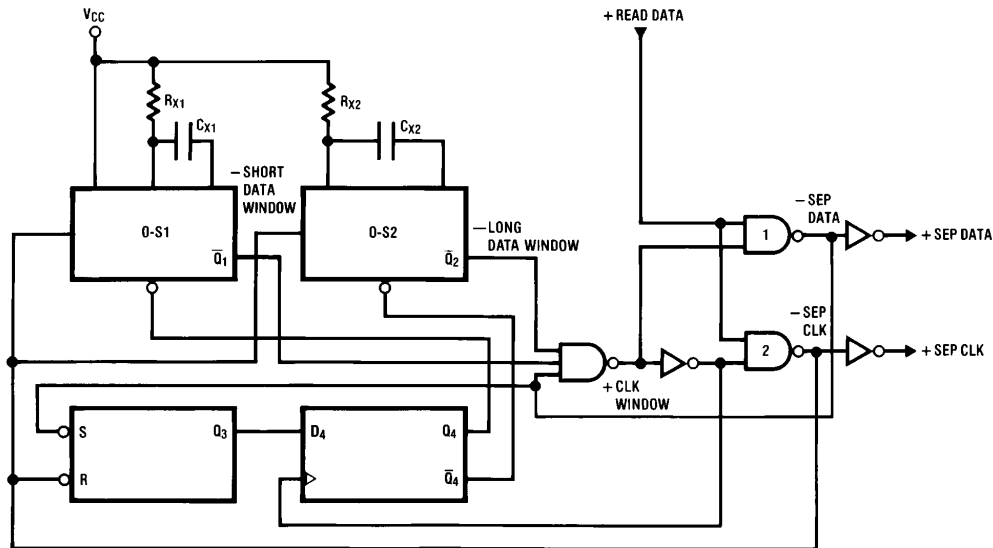 VCC
+ READ DATA
RX1
CX1
RX2
CX2
– SHORT
DATA
WINDOW
O-S1
Q̅1
O-S2
Q̅2
– LONG
DATA WINDOW
1
– SEP
DATA
+ SEP DATA
2
– SEP
CLK
+ SEP CLK
+ CLK
WINDOW
S
R
Q3
D4
Q4
Q̅4